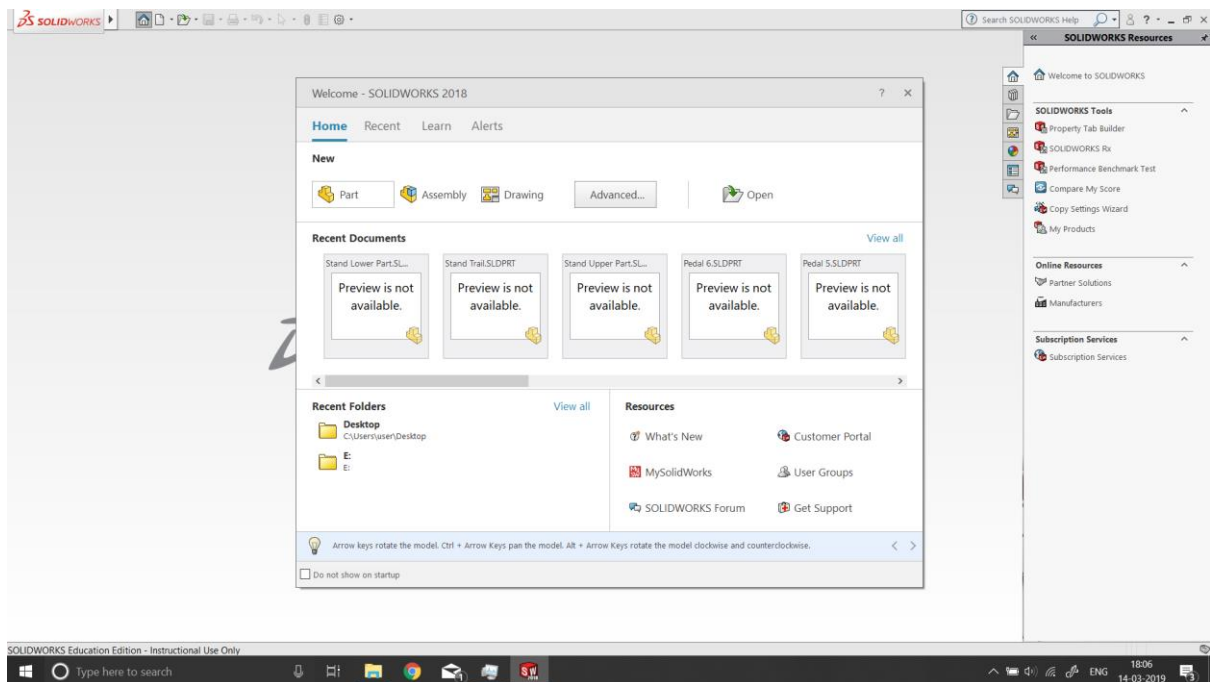 SOLIDWORKS
Search SOLIDWORKS Help
SOLIDWORKS Resources
Welcome to SOLIDWORKS
SOLIDWORKS Tools
Property Tab Builder
SOLIDWORKS Rx
Performance Benchmark Test
Compare My Score
Copy Settings Wizard
My Products
Online Resources
Partner Solutions
Manufacturers
Subscription Services
Subscription Services
Welcome - SOLIDWORKS 2018
Home Recent Learn Alerts
New
Part Assembly Drawing Advanced... Open
Recent Documents View all
Stand Lower Part.SL... Stand Trail.SLDPRT Stand Upper Part.SL... Pedal 6.SLDPRT Pedal 5.SLDPRT
Preview is not Preview is not Preview is not Preview is not Preview is not
available. available. available. available. available.
Recent Folders View all
Desktop
C:\Users\user\Desktop
E:
E:
Resources
What's New Customer Portal
MySolidWorks User Groups
SOLIDWORKS Forum Get Support
Arrow keys rotate the model. Ctrl + Arrow Keys pan the model. Alt + Arrow Keys rotate the model clockwise and counterclockwise.
Do not show on startup
SOLIDWORKS Education Edition - Instructional Use Only
Type here to search
ENG
18:06
14-03-2019